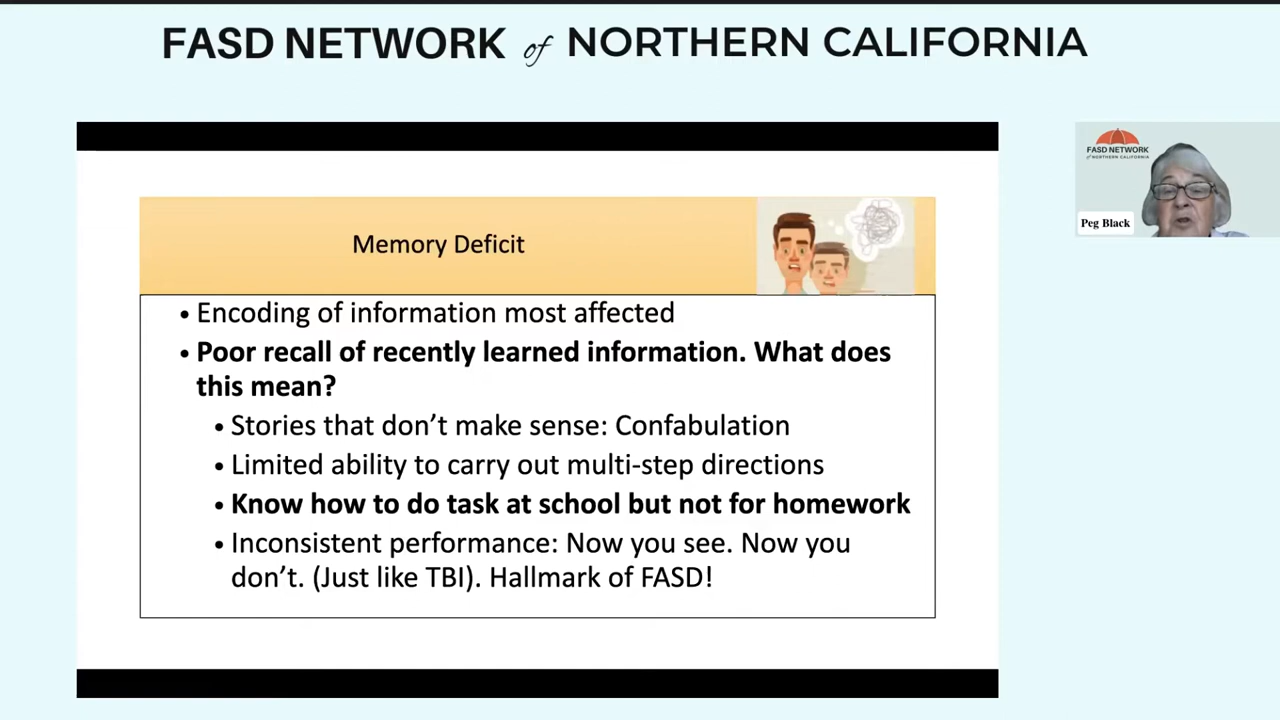 FASD NETWORK of NORTHERN CALIFORNIA
FASD NETWORK
of NORTHERN CALIFORNIA
Peg Black
Memory Deficit
• Encoding of information most affected
• Poor recall of recently learned information. What does
this mean?
• Stories that don’t make sense: Confabulation
• Limited ability to carry out multi-step directions
• Know how to do task at school but not for homework
• Inconsistent performance: Now you see. Now you
don’t. (Just like TBI). Hallmark of FASD!